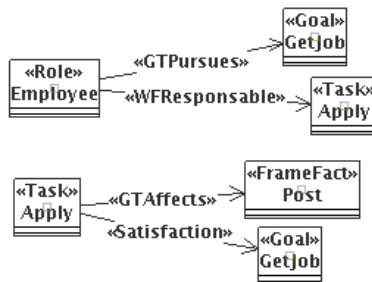 «Goal»
GetJob
«GTPursues»
«Role»
Employee
«WFResponsable»
«Task»
Apply
«Task»
Apply
«GTAffects»
«FrameFact»
Post
«Satisfaction»
«Goal»
GetJob